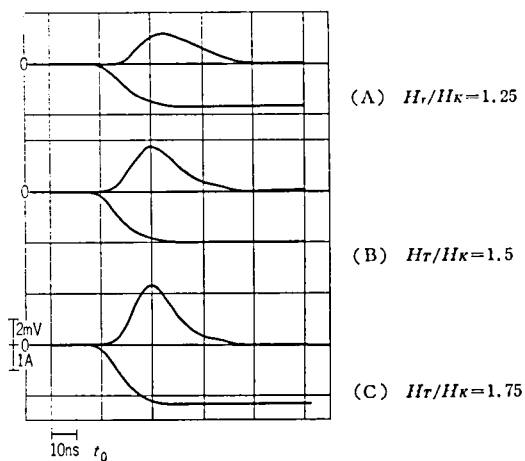 0
(A) Hr/HK=1.25
0
(B) HT/HK=1.5
2mV
0
1A
(C) HT/HK=1.75
10ns t0